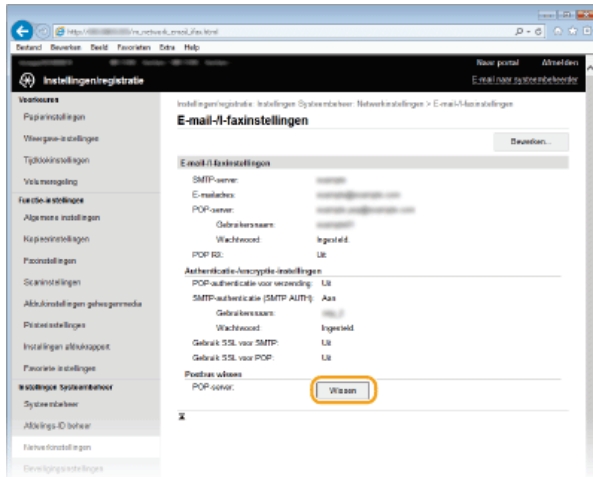 http://
/m_network_email_ifax.html
Bestand Bewerken Beeld Favorieten Extra Help
Naar portal Afmelden
Instellingen/registratie
E-mail naar systeembeheerder
Voorkeuren
Papierinstellingen
Weergave-instellingen
Tijdklokinstellingen
Volumeregeling
Functie-instellingen
Algemene instellingen
Kopieerinstellingen
Faxinstellingen
Scaninstellingen
Afdrukinstellingen geheugenmedia
Printerinstellingen
Instellingen afdrukrapport
Favoriete instellingen
Instellingen Systeembeheer
Systeembeheer
Afdelings-ID beheer
Netwerkinstellingen
Beveiligingsinstellingen
Instellingen/registratie: Instellingen Systeembeheer: Netwerkinstellingen > E-mail-/I-faxinstellingen
E-mail-/I-faxinstellingen
Bewerken...
E-mail-/I-faxinstellingen
SMTP-server:
E-mailadres:
POP-server:
Gebruikersnaam:
Wachtwoord: Ingesteld.
POP RX: Uit
Authenticatie-/encryptie-instellingen
POP-authenticatie voor verzending: Uit
SMTP-authenticatie (SMTP AUTH): Aan
Gebruikersnaam:
Wachtwoord: Ingesteld.
Gebruik SSL voor SMTP: Uit
Gebruik SSL voor POP: Uit
Postbus wissen
POP-server: Wissen